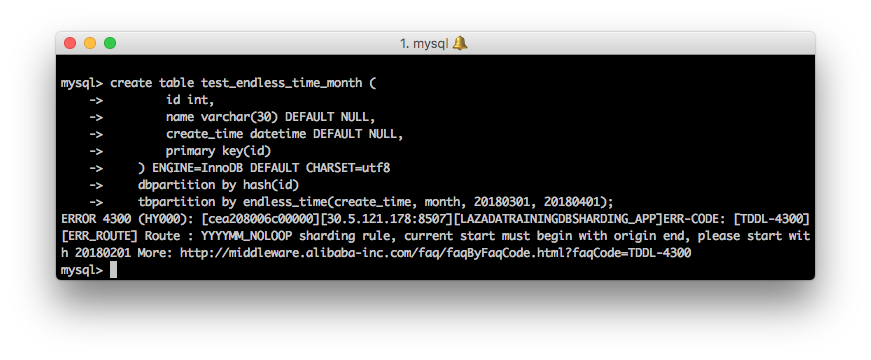 1. mysql
mysql> create table test_endless_time_month (
    ->         id int,
    ->         name varchar(30) DEFAULT NULL,
    ->         create_time datetime DEFAULT NULL,
    ->         primary key(id)
    ->     ) ENGINE=InnoDB DEFAULT CHARSET=utf8
    ->     dbpartition by hash(id)
    ->     tbpartition by endless_time(create_time, month, 20180301, 20180401);
ERROR 4300 (HY000): [cea208006c00000][30.5.121.178:8507][LAZADATRAININGDBSHARDING_APP]ERR-CODE: [TDDL-4300]
[ERR_ROUTE] Route : YYYYMM_NOLOOP sharding rule, current start must begin with origin end, please start wit
h 20180201 More: http://middleware.alibaba-inc.com/faq/faqByFaqCode.html?faqCode=TDDL-4300
mysql>